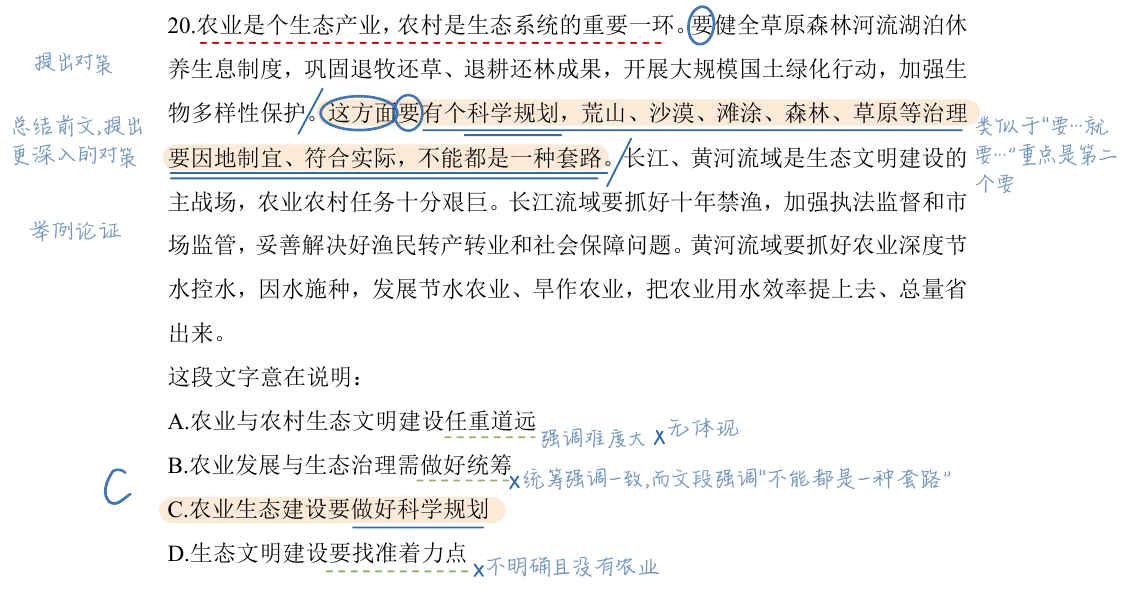 20.农业是个生态产业，农村是生态系统的重要一环。要健全草原森林河流湖泊休
提出对策
养生息制度，巩固退牧还草、退耕还林成果，开展大规模国土绿化行动，加强生
物多样性保护。这方面要有个科学规划，荒山、沙漠、滩涂、森林、草原等治理
总结前文,提出
更深入的对策
类似于“要…就
要…”重点是第二
个要
要因地制宜、符合实际，不能都是一种套路。长江、黄河流域是生态文明建设的
主战场，农业农村任务十分艰巨。长江流域要抓好十年禁渔，加强执法监督和市
举例论证
场监管，妥善解决好渔民转产转业和社会保障问题。黄河流域要抓好农业深度节
水控水，因水施种，发展节水农业、旱作农业，把农业用水效率提上去、总量省
出来。
这段文字意在说明：
A.农业与农村生态文明建设任重道远
强调难度大 x无体现
B.农业发展与生态治理需做好统筹
x统筹强调一致,而文段强调“不能都是一种套路”
C
C.农业生态建设要做好科学规划
D.生态文明建设要找准着力点
x不明确且没有农业